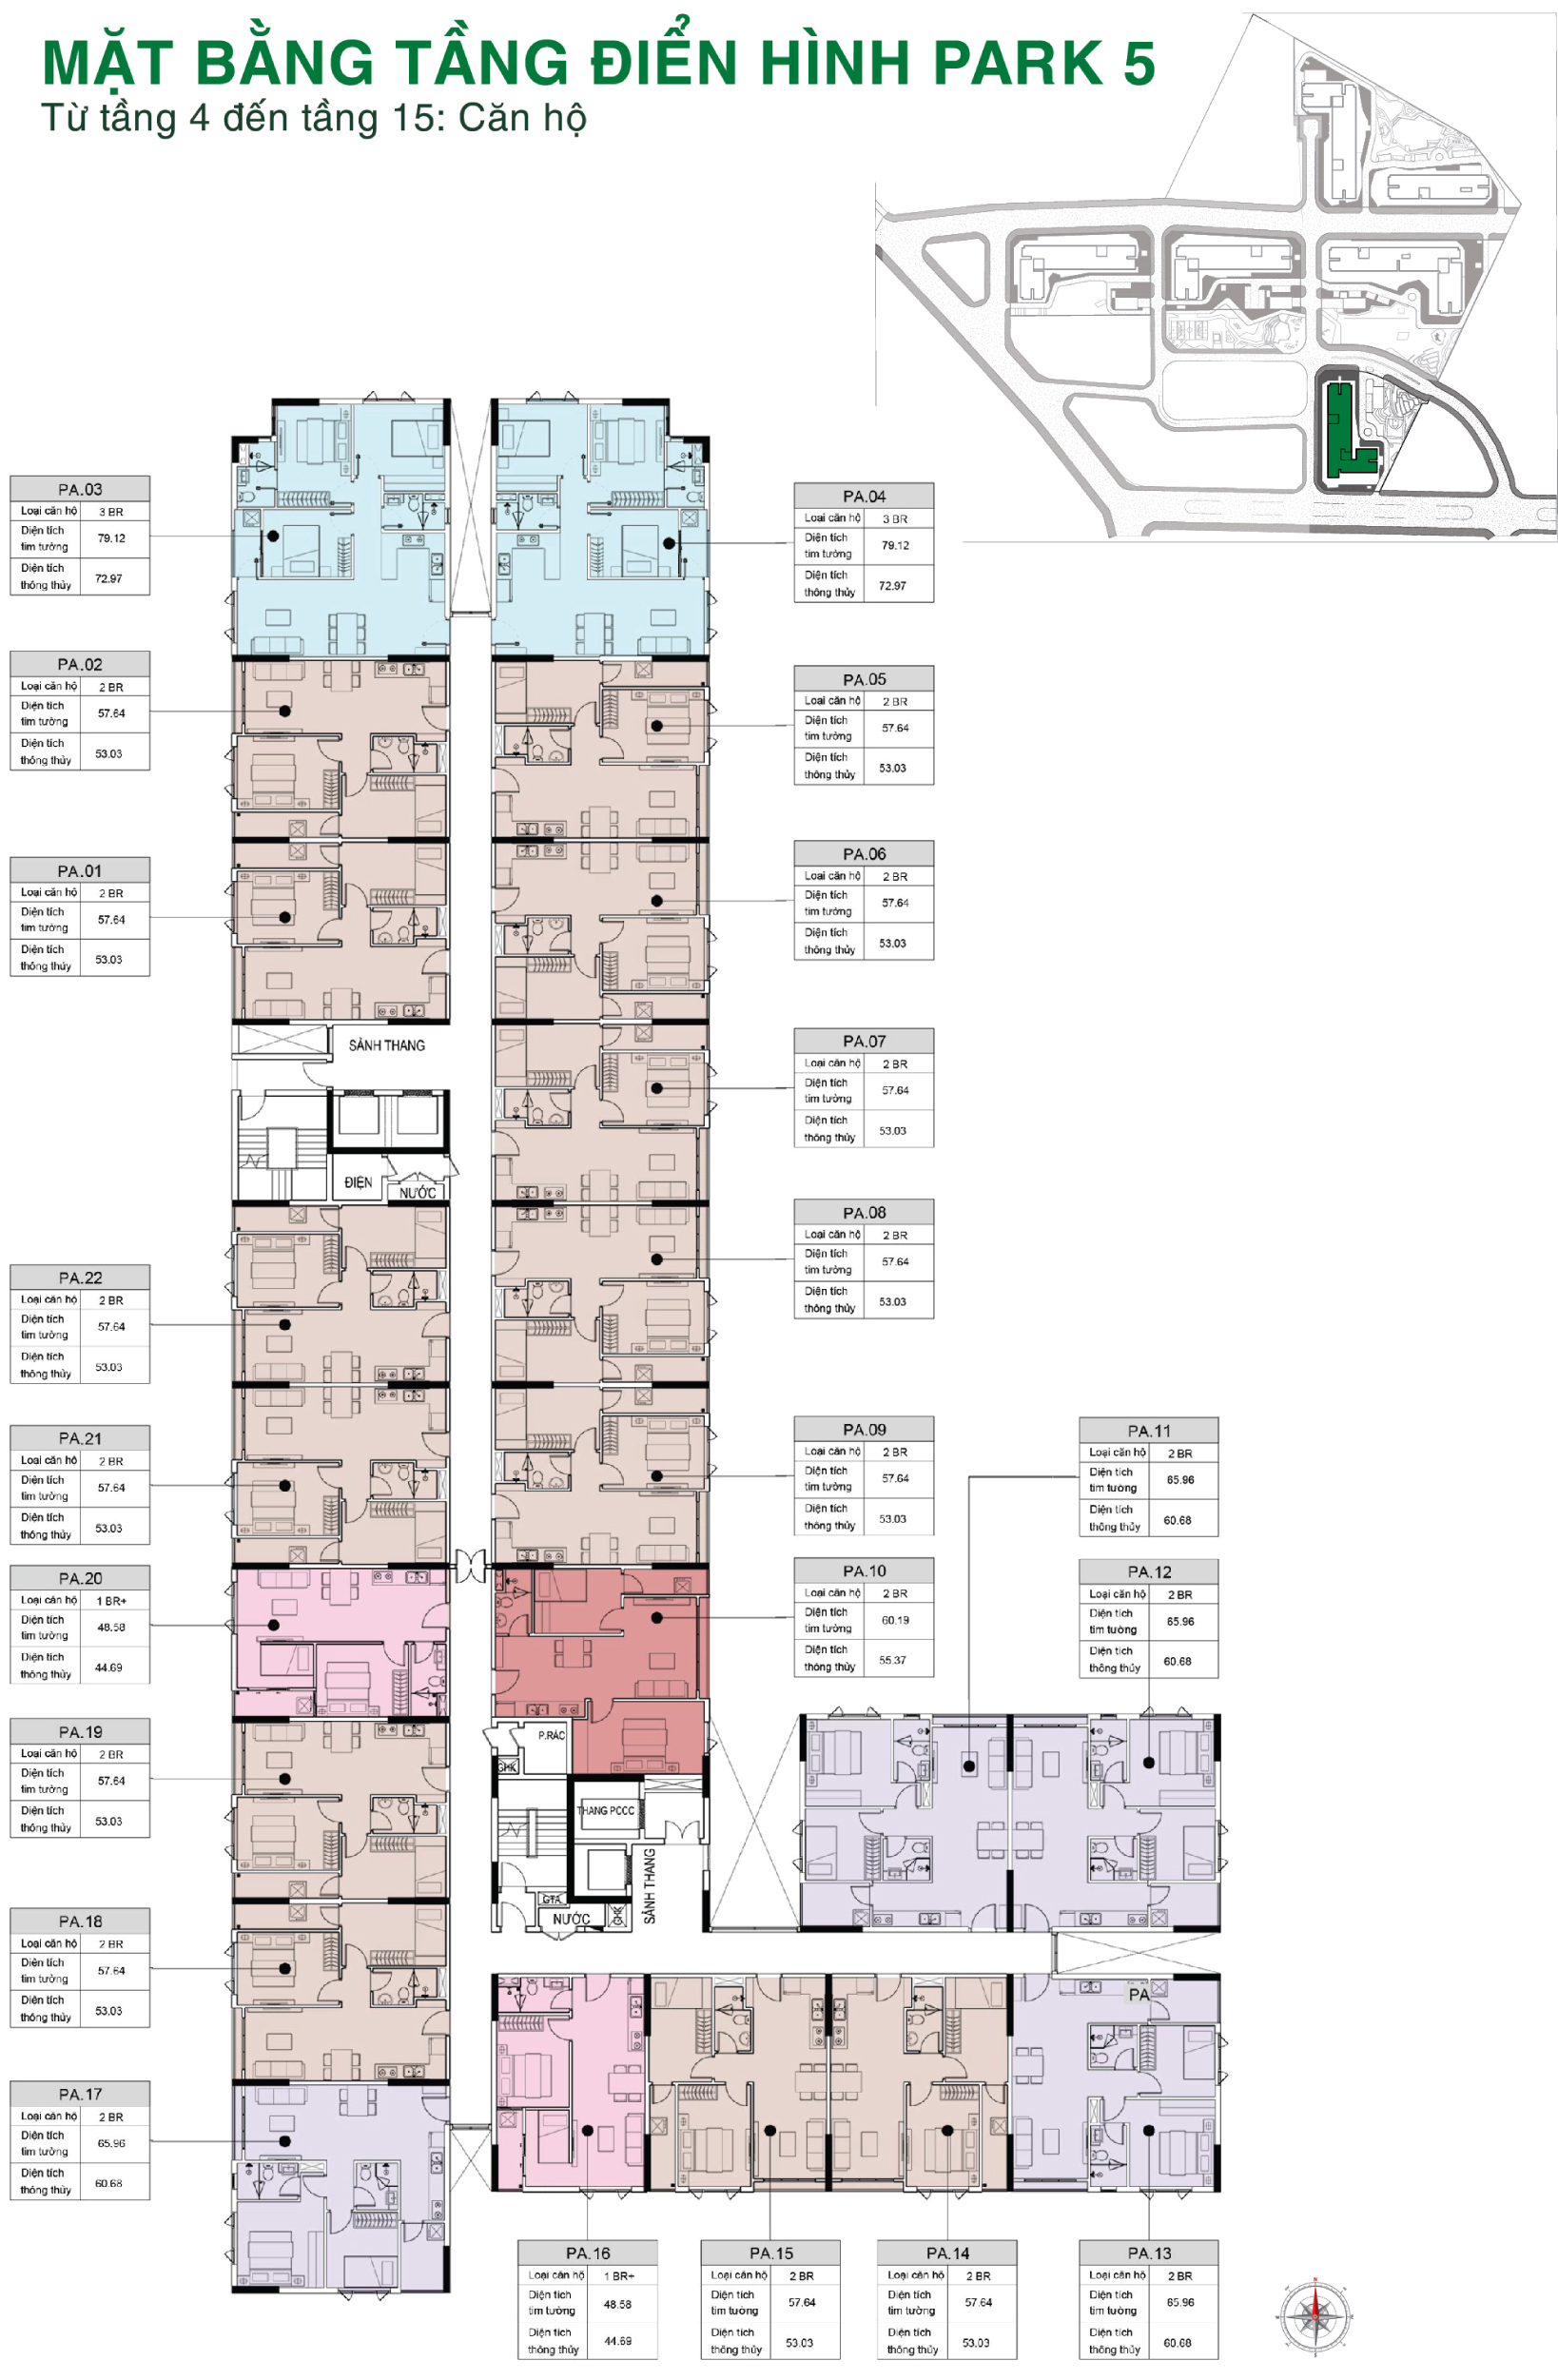 MẶT BẰNG TẦNG ĐIỂN HÌNH PARK 5
Từ tầng 4 đến tầng 15: Căn hộ
PA.03
Loại căn hộ 3 BR
Diện tích tim tường 79.12
Diện tích thông thủy 72.97
PA.04
Loại căn hộ 3 BR
Diện tích tim tường 79.12
Diện tích thông thủy 72.97
PA.02
Loại căn hộ 2 BR
Diện tích tim tường 57.64
Diện tích thông thủy 53.03
PA.05
Loại căn hộ 2 BR
Diện tích tim tường 57.64
Diện tích thông thủy 53.03
PA.01
Loại căn hộ 2 BR
Diện tích tim tường 57.64
Diện tích thông thủy 53.03
PA.06
Loại căn hộ 2 BR
Diện tích tim tường 57.64
Diện tích thông thủy 53.03
SẢNH THANG
PA.07
Loại căn hộ 2 BR
Diện tích tim tường 57.64
Diện tích thông thủy 53.03
ĐIỆN
NƯỚC
PA.08
Loại căn hộ 2 BR
Diện tích tim tường 57.64
Diện tích thông thủy 53.03
PA.22
Loại căn hộ 2 BR
Diện tích tim tường 57.64
Diện tích thông thủy 53.03
PA.21
Loại căn hộ 2 BR
Diện tích tim tường 57.64
Diện tích thông thủy 53.03
PA.09
Loại căn hộ 2 BR
Diện tích tim tường 57.64
Diện tích thông thủy 53.03
PA.11
Loại căn hộ 2 BR
Diện tích tim tường 65.96
Diện tích thông thủy 60.68
PA.20
Loại căn hộ 1 BR+
Diện tích tim tường 48.58
Diện tích thông thủy 44.69
PA.10
Loại căn hộ 2 BR
Diện tích tim tường 60.19
Diện tích thông thủy 55.37
PA.12
Loại căn hộ 2 BR
Diện tích tim tường 65.96
Diện tích thông thủy 60.68
PA.19
Loại căn hộ 2 BR
Diện tích tim tường 57.64
Diện tích thông thủy 53.03
P.RÁC
GHK
THANG PCCC
SẢNH THANG
GTA
NƯỚC
GHK
PA.18
Loại căn hộ 2 BR
Diện tích tim tường 57.64
Diện tích thông thủy 53.03
PA
PA.17
Loại căn hộ 2 BR
Diện tích tim tường 65.96
Diện tích thông thủy 60.68
PA.16
Loại căn hộ 1 BR+
Diện tích tim tường 48.58
Diện tích thông thủy 44.69
PA.15
Loại căn hộ 2 BR
Diện tích tim tường 57.64
Diện tích thông thủy 53.03
PA.14
Loại căn hộ 2 BR
Diện tích tim tường 57.64
Diện tích thông thủy 53.03
PA.13
Loại căn hộ 2 BR
Diện tích tim tường 65.96
Diện tích thông thủy 60.68